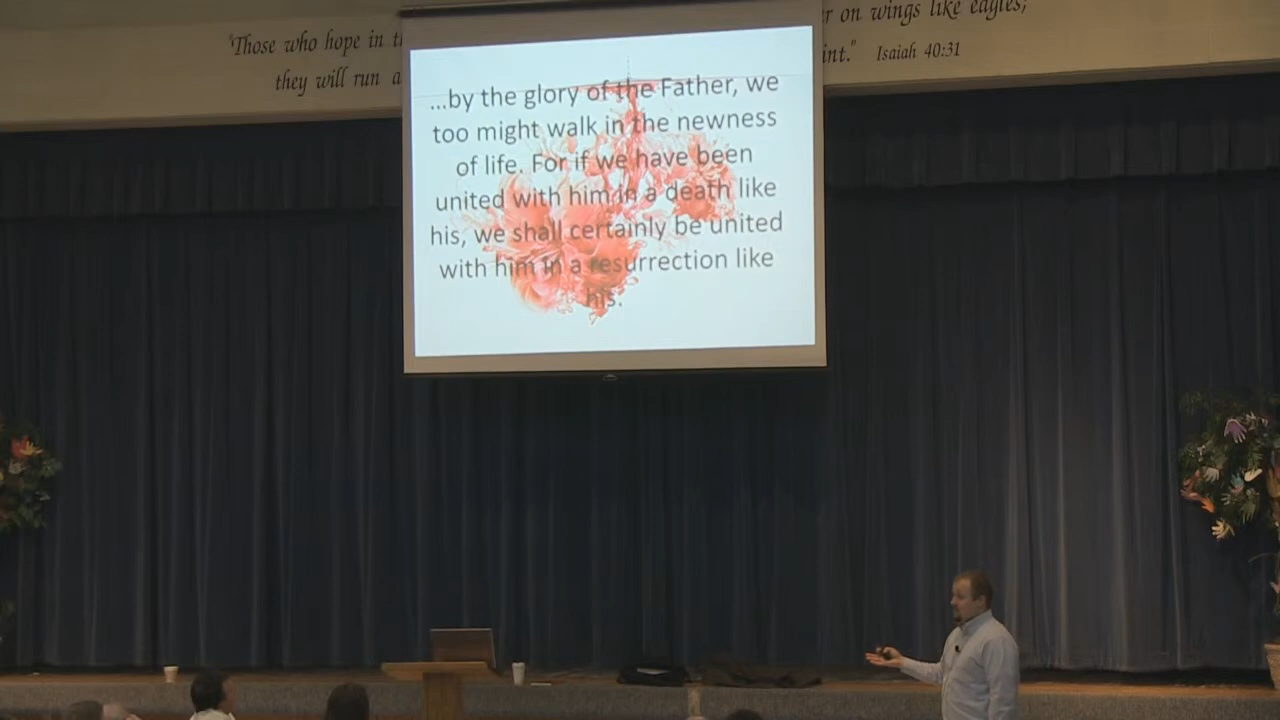 "Those who hope in
r on wings like eagles;
they will run a
int." Isaiah 40:31
...by the glory of the Father, we
too might walk in the newness
of life. For if we have been
united with him in a death like
his, we shall certainly be united
with him in a resurrection like
his.